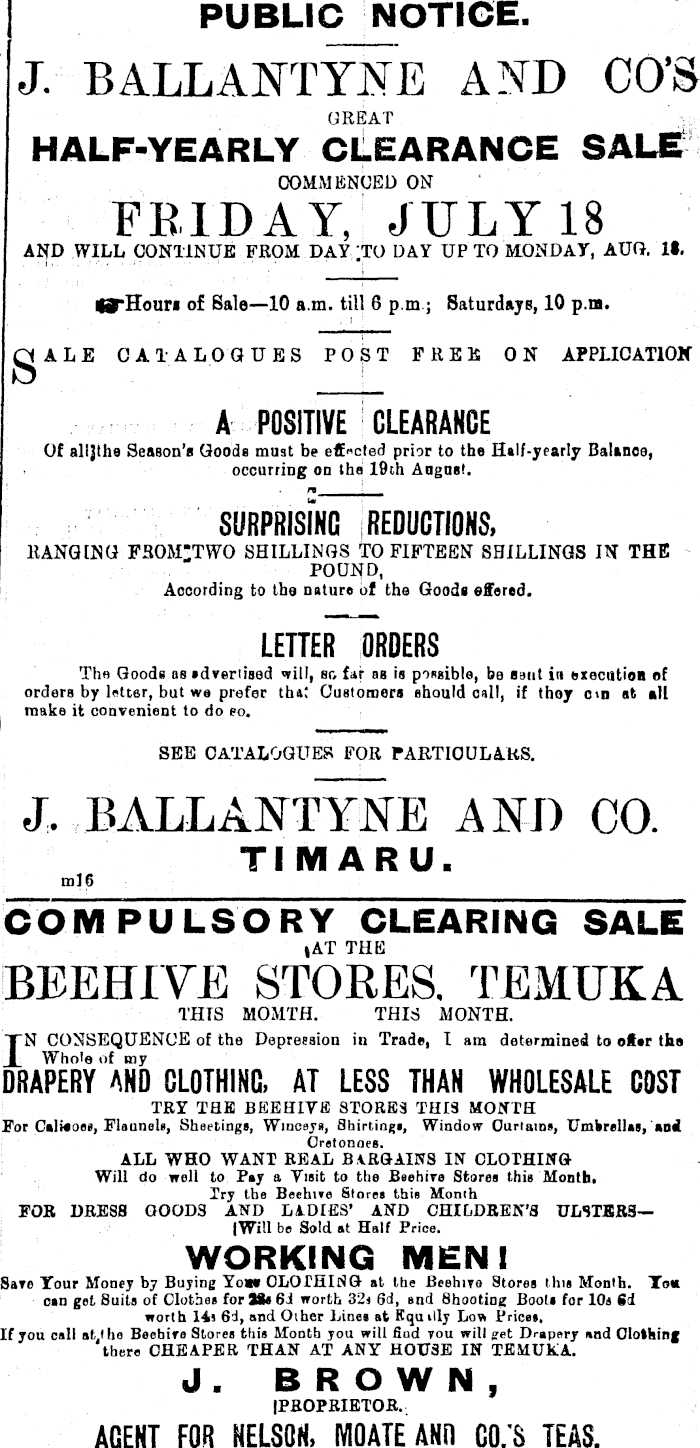 PUBLIC NOTICE.
J. BALLANTYNE AND CO'S
GREAT
HALF-YEARLY CLEARANCE SALE
COMMENCED ON
FRIDAY, JULY 18
AND WILL CONTINUE FROM DAY TO DAY UP TO MONDAY, AUG. 18.
Hours of Sale—10 a.m. till 6 p.m.; Saturdays, 10 p.m.
SALE CATALOGUES POST FREE ON APPLICATION
A POSITIVE CLEARANCE
Of all the Season's Goods must be effected prior to the Half-yearly Balance,
occurring on the 19th August.
SURPRISING REDUCTIONS,
RANGING FROM TWO SHILLINGS TO FIFTEEN SHILLINGS IN THE
POUND,
According to the nature of the Goods offered.
LETTER ORDERS
The Goods as advertised will, so far as is possible, be sent in execution of
orders by letter, but we prefer that Customers should call, if they can at all
make it convenient to do so.
SEE CATALOGUES FOR PARTICULARS.
J. BALLANTYNE AND CO.
TIMARU.
m16
COMPULSORY CLEARING SALE
AT THE
BEEHIVE STORES, TEMUKA
THIS MOMTH. THIS MONTH.
IN CONSEQUENCE of the Depression in Trade, I am determined to offer the
Whole of my
DRAPERY AND CLOTHING, AT LESS THAN WHOLESALE COST
TRY THE BEEHIVE STORES THIS MONTH
For Calicoes, Flannels, Sheetings, Winceys, Shirtings, Window Curtains, Umbrellas, and
Cretonnes.
ALL WHO WANT REAL BARGAINS IN CLOTHING
Will do well to Pay a Visit to the Beehive Stores this Month.
Try the Beehive Stores this Month
FOR DRESS GOODS AND LADIES' AND CHILDREN'S ULSTERS—
Will be Sold at Half Price.
WORKING MEN!
Save Your Money by Buying Your CLOTHING at the Beehive Stores this Month. You
can get Suits of Clothes for 6d worth 32s 6d, and Shooting Boots for 10s 6d
worth 14s 6d, and Other Lines at Equally Low Prices.
If you call at the Beehive Stores this Month you will find you will get Drapery and Clothing
there CHEAPER THAN AT ANY HOUSE IN TEMUKA.
J. BROWN,
PROPRIETOR.
AGENT FOR NELSON, MOATE AND CO.'S TEAS.